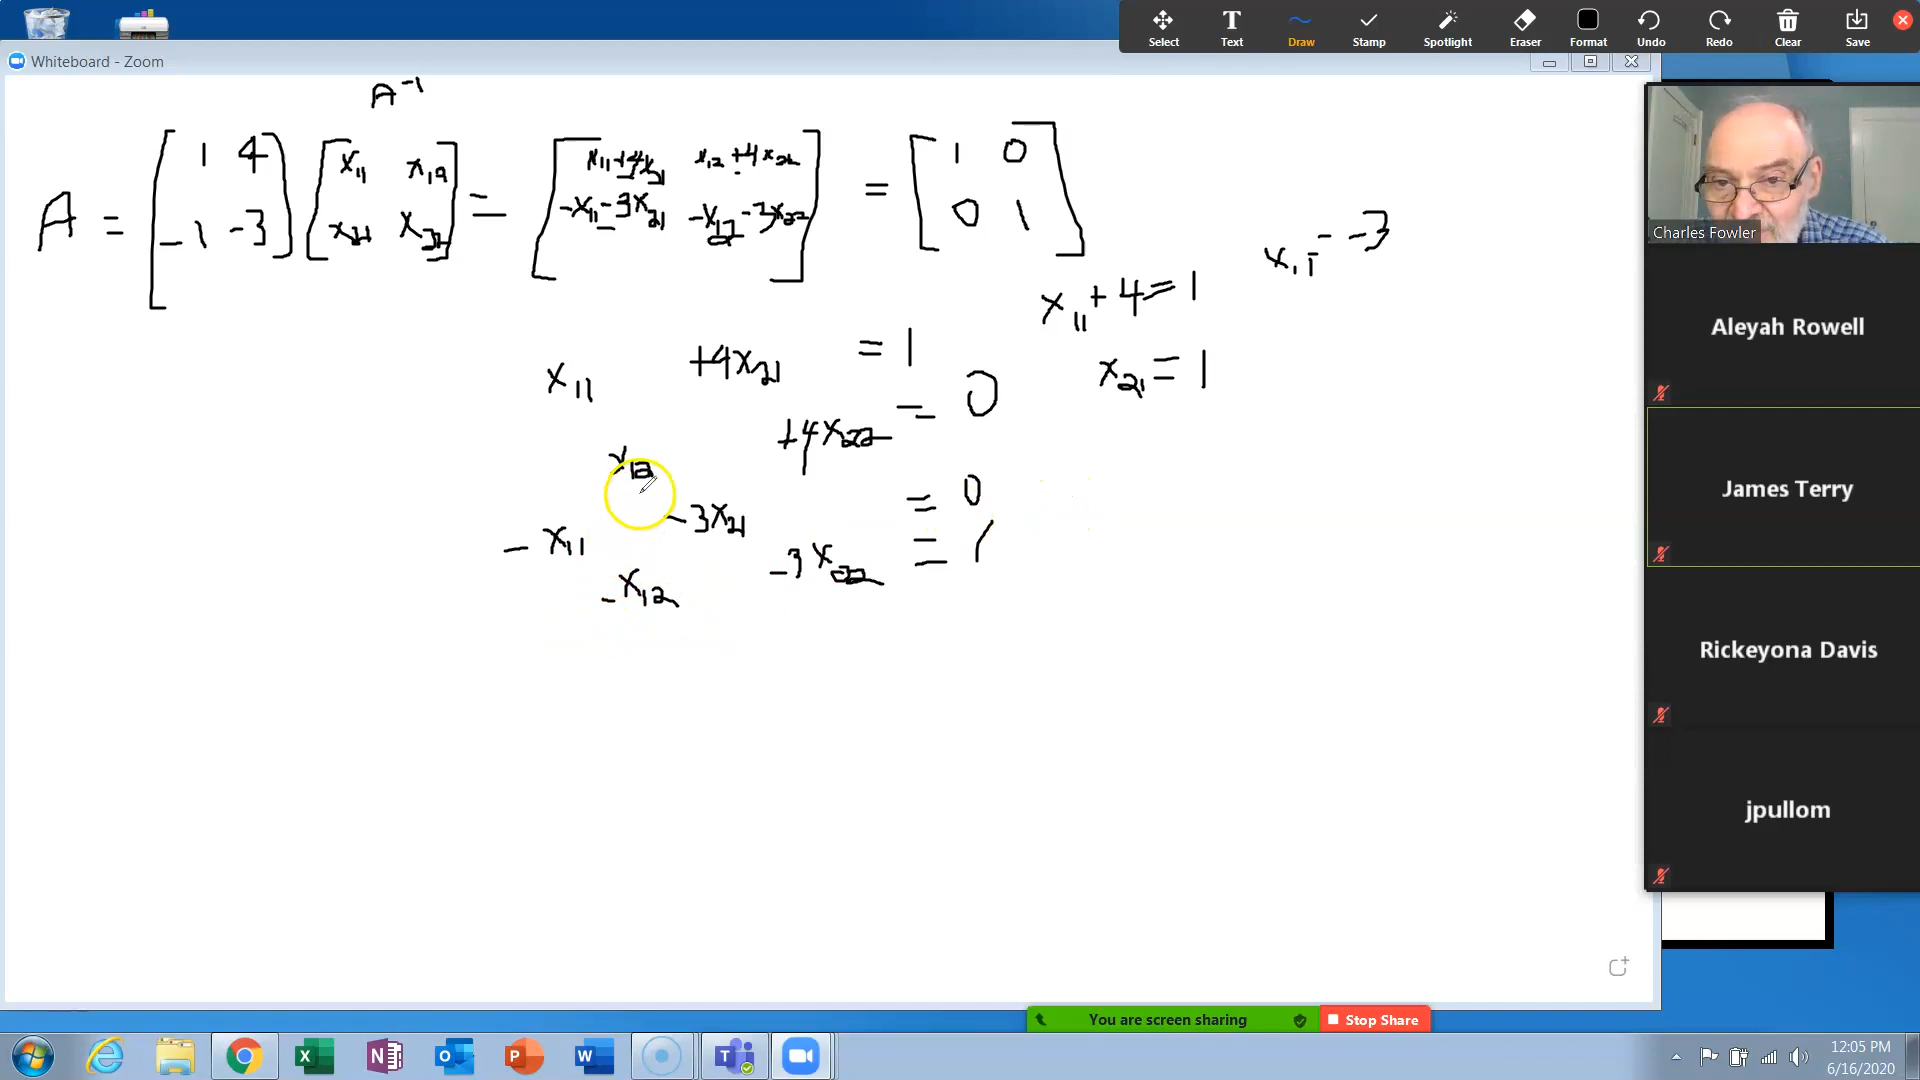 Select Text Draw Stamp Spotlight Eraser Format Undo Redo Clear Save
Whiteboard - Zoom
A⁻¹
A = [ 1 4 [ x₁₁ x₁₂ ] = [ x₁₁+4x₂₁ x₁₂+4x₂₂ ] = [ 1 0 ]
-1 -3 ] x₂₁ x₂₂ -x₁₁-3x₂₁ -x₁₂-3x₂₂ 0 1
x₁₁ = -3
x₁₁ + 4 = 1
x₁₁ +4x₂₁ = 1
x₂₁ = 1
x₁₂ +4x₂₂ = 0
-x₁₁ -3x₂₁ = 0
-x₁₂ -3x₂₂ = 1
Charles Fowler
Aleyah Rowell
James Terry
Rickeyona Davis
jpullom
You are screen sharing Stop Share
12:05 PM
6/16/2020